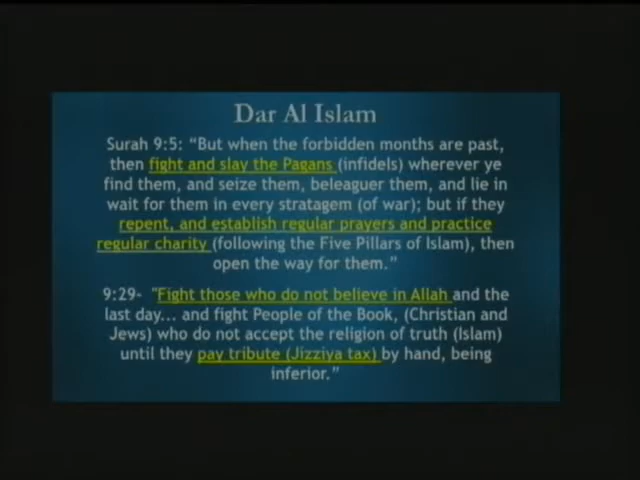 Dar Al Islam
Surah 9:5: “But when the forbidden months are past,
then fight and slay the Pagans (infidels) wherever ye
find them, and seize them, beleaguer them, and lie in
wait for them in every stratagem (of war); but if they
repent, and establish regular prayers and practice
regular charity (following the Five Pillars of Islam), then
open the way for them.”
9:29- "Fight those who do not believe in Allah and the
last day... and fight People of the Book, (Christian and
Jews) who do not accept the religion of truth (Islam)
until they pay tribute (Jizziya tax) by hand, being
inferior.”